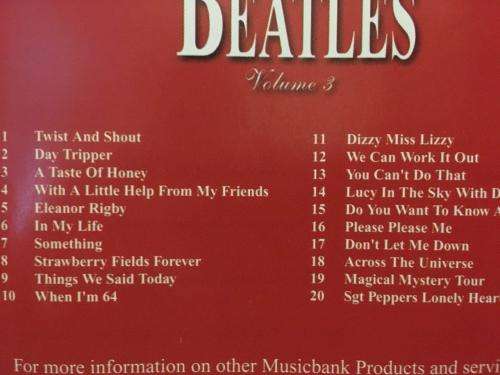 BEATLES
Volume 3
1 Twist And Shout
2 Day Tripper
3 A Taste Of Honey
4 With A Little Help From My Friends
5 Eleanor Rigby
6 In My Life
7 Something
8 Strawberry Fields Forever
9 Things We Said Today
10 When I'm 64
11 Dizzy Miss Lizzy
12 We Can Work It Out
13 You Can't Do That
14 Lucy In The Sky With D
15 Do You Want To Know A
16 Please Please Me
17 Don't Let Me Down
18 Across The Universe
19 Magical Mystery Tour
20 Sgt Peppers Lonely Hear
For more information on other Musicbank Products and servi